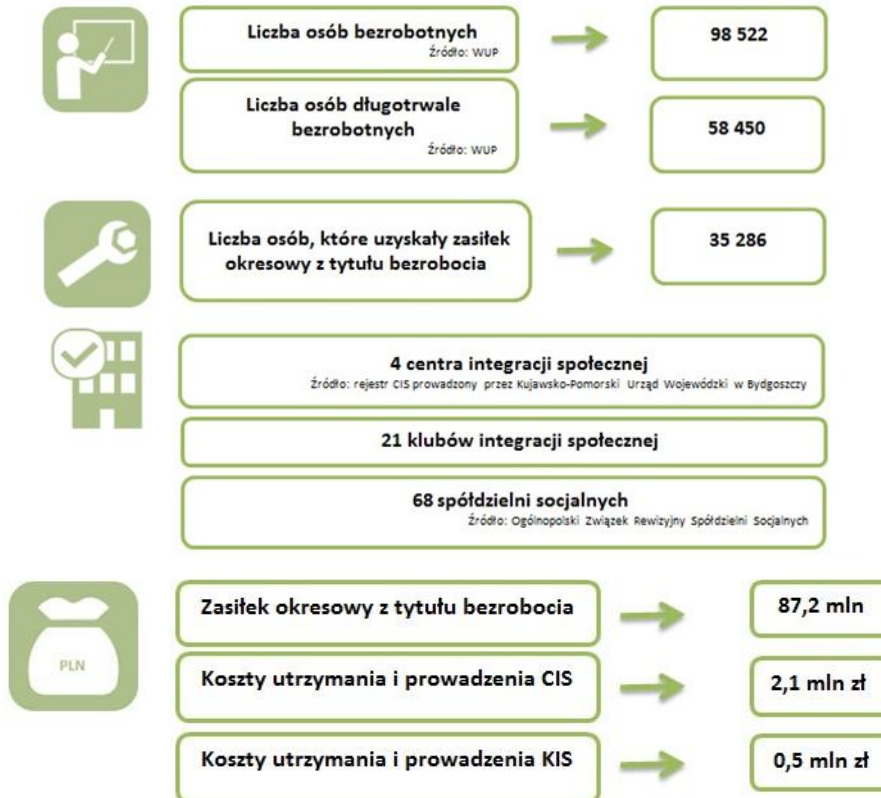 Liczba osób bezrobotnych
Źródło: WUP
98 522
Liczba osób długotrwale
bezrobotnych
Źródło: WUP
58 450
Liczba osób, które uzyskały zasiłek
okresowy z tytułu bezrobocia
35 286
4 centra integracji społecznej
Źródło: rejestr CIS prowadzony przez Kujawsko-Pomorski Urząd Wojewódzki w Bydgoszczy
21 klubów integracji społecznej
68 spółdzielni socjalnych
Źródło: Ogólnopolski Związek Rewizyjny Spółdzielni Socjalnych
PLN
Zasiłek okresowy z tytułu bezrobocia
87,2 mln
Koszty utrzymania i prowadzenia CIS
2,1 mln zł
Koszty utrzymania i prowadzenia KIS
0,5 mln zł